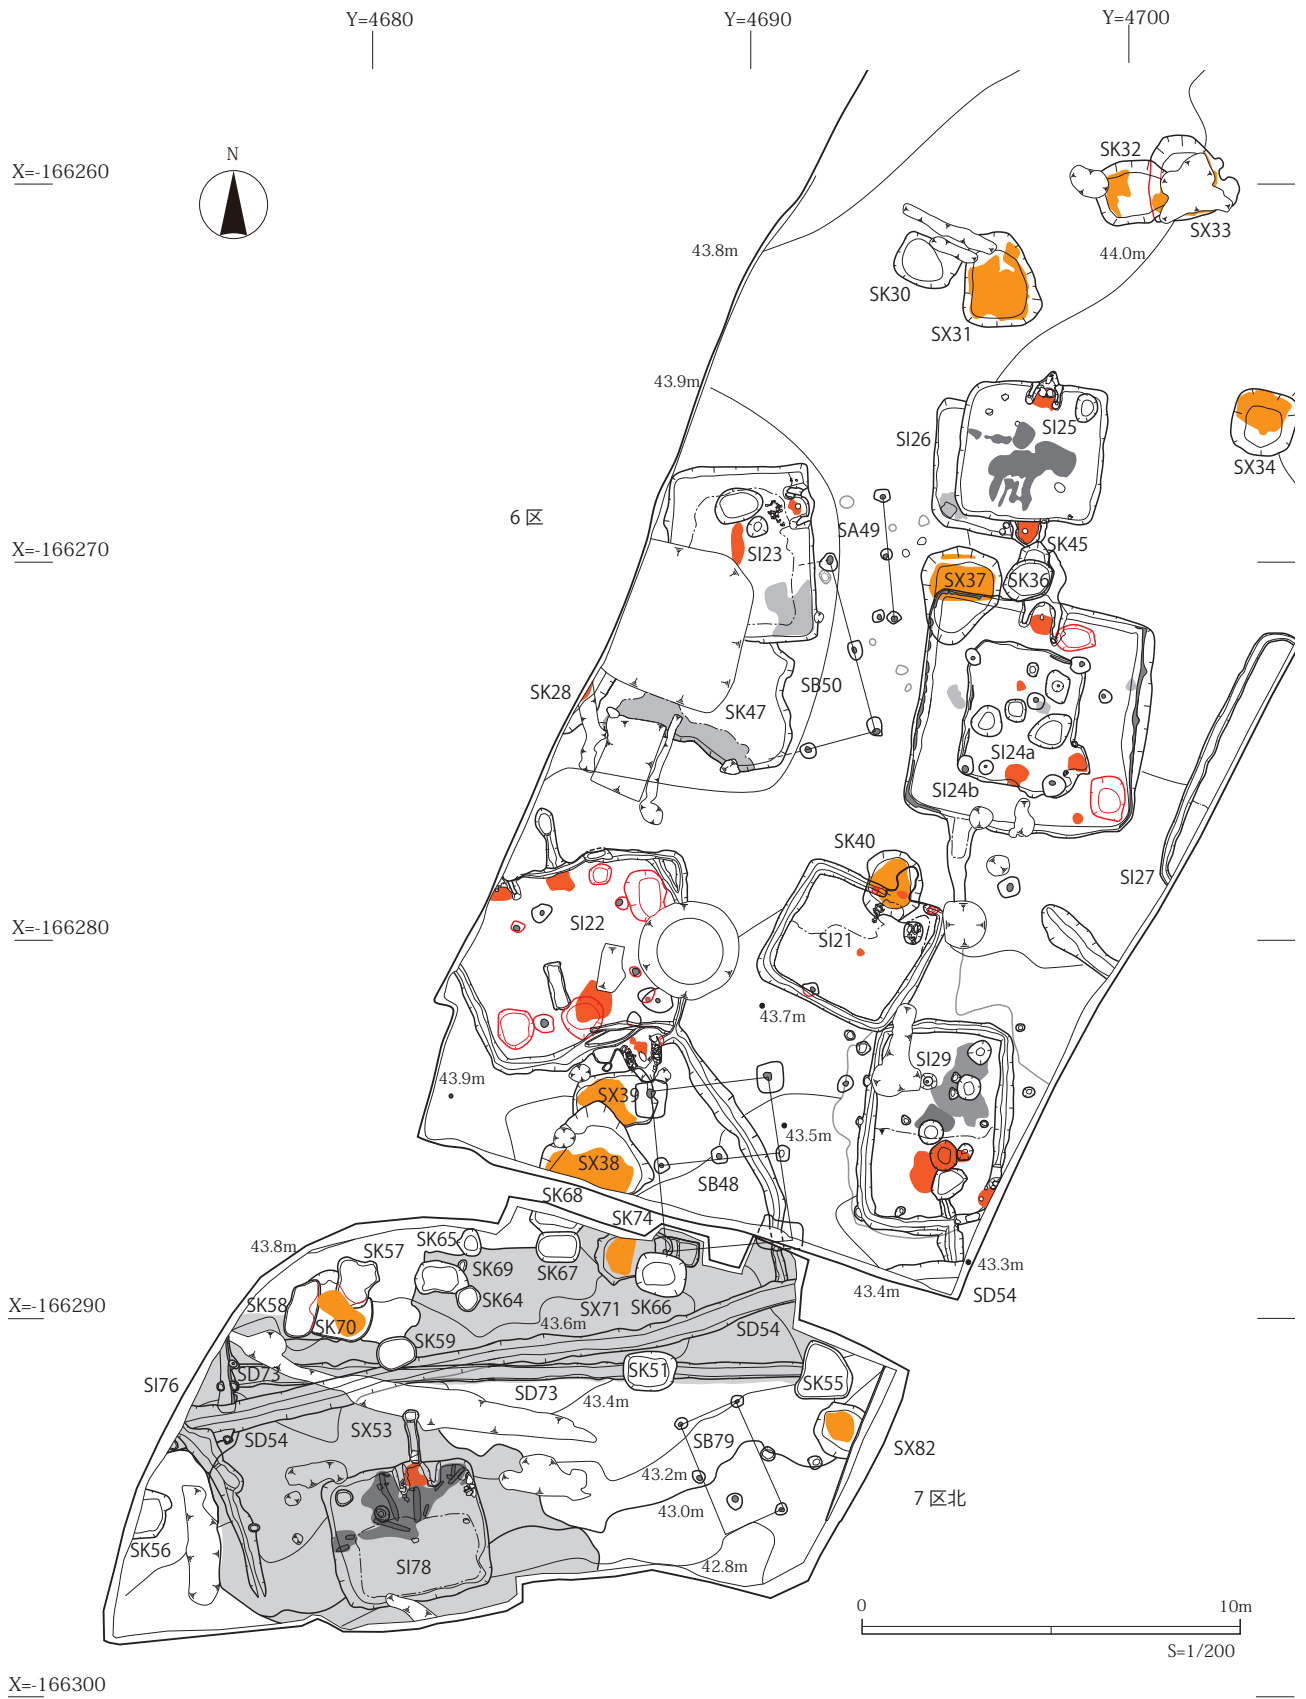 Y=4680
Y=4690
Y=4700
X=-166260
N
SK32
SX33
43.8m
44.0m
SK30
SX31
43.9m
SI25
SI26
SX34
6区
SA49
X=-166270
SI23
SK45
SX37
SK36
SK28
SK47
SB50
SI24a
SI24b
SK40
SI27
SI22
SI21
X=-166280
43.7m
SI29
43.9m
SX39
43.5m
SX38
SB48
SK68
SK74
SK65
43.8m
SK57
SK69
SK67
43.3m
SK64
43.4m
SD54
X=-166290
SK58
SX71
SK66
SK70
43.6m
SD54
SK59
SD73
SK51
SI76
SD73
43.4m
SK55
SX53
SD54
SB79
SX82
43.2m
43.0m
7区北
SK56
SI78
42.8m
0
10m
S=1/200
X=-166300